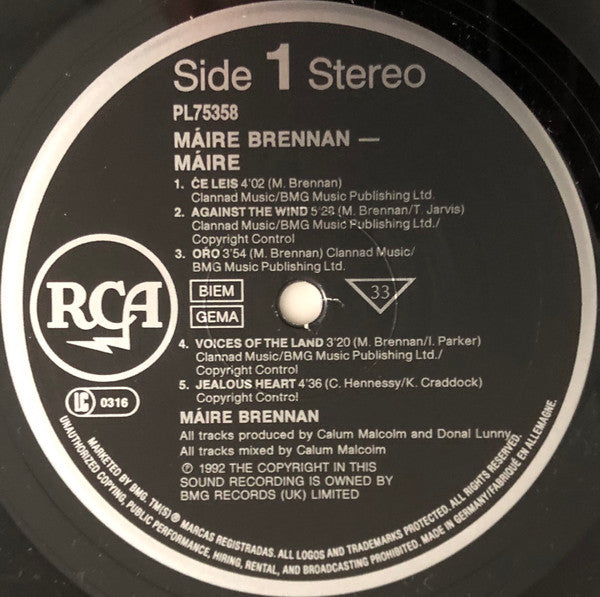 Side 1 Stereo
PL75358
MÁIRE BRENNAN —
MÁIRE
1. ĊE LEIS 4'02 (M. Brennan)
Clannad Music/BMG Music Publishing Ltd.
2. AGAINST THE WIND 5'28 (M. Brennan/T. Jarvis)
Clannad Music/BMG Music Publishing Ltd./
Copyright Control
3. ORO 3'54 (M. Brennan) Clannad Music/
BMG Music Publishing Ltd.
RCA
BIEM
GEMA
33
4. VOICES OF THE LAND 3'20 (M. Brennan/I. Parker)
Clannad Music/BMG Music Publishing Ltd./
Copyright Control
5. JEALOUS HEART 4'36 (C. Hennessy/K. Craddock)
Copyright Control
LC 0316
MÁIRE BRENNAN
All tracks produced by Calum Malcolm and Donal Lunny
All tracks mixed by Calum Malcolm
℗ 1992 THE COPYRIGHT IN THIS
SOUND RECORDING IS OWNED BY
BMG RECORDS (UK) LIMITED
MARKETED BY BMG. TM(S) ® MARCAS REGISTRADAS. ALL LOGOS AND TRADEMARKS PROTECTED. ALL RIGHTS RESERVED.
UNAUTHORIZED COPYING, PUBLIC PERFORMANCE, HIRING, RENTAL, AND BROADCASTING PROHIBITED. MADE IN GERMANY/FABRIQUÉ EN ALLEMAGNE.